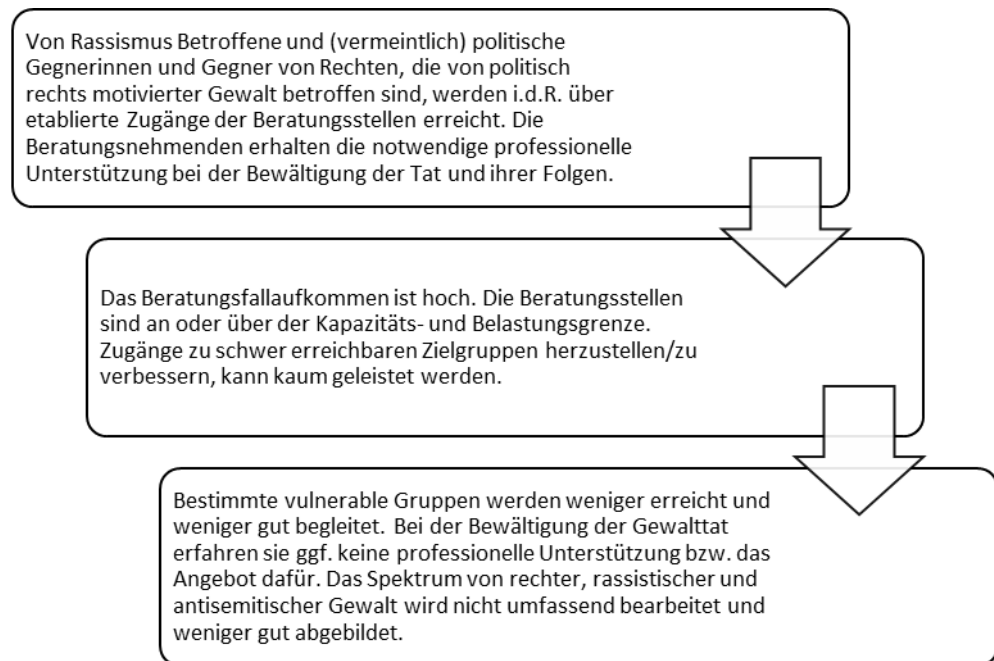 Von Rassismus Betroffene und (vermeintlich) politische
Gegnerinnen und Gegner von Rechten, die von politisch
rechts motivierter Gewalt betroffen sind, werden i.d.R. über
etablierte Zugänge der Beratungsstellen erreicht. Die
Beratungsnehmenden erhalten die notwendige professionelle
Unterstützung bei der Bewältigung der Tat und ihrer Folgen.
Das Beratungsfallaufkommen ist hoch. Die Beratungsstellen
sind an oder über der Kapazitäts- und Belastungsgrenze.
Zugänge zu schwer erreichbaren Zielgruppen herzustellen/zu
verbessern, kann kaum geleistet werden.
Bestimmte vulnerable Gruppen werden weniger erreicht und
weniger gut begleitet. Bei der Bewältigung der Gewalttat
erfahren sie ggf. keine professionelle Unterstützung bzw. das
Angebot dafür. Das Spektrum von rechter, rassistischer und
antisemitischer Gewalt wird nicht umfassend bearbeitet und
weniger gut abgebildet.